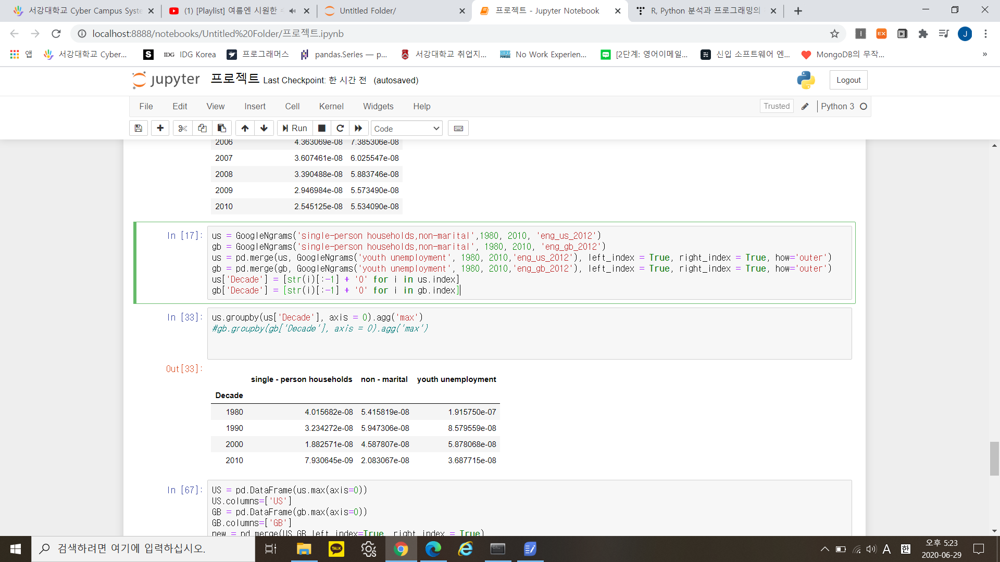 서강대학교 Cyber Campus Syste
(1) [Playlist] 여름엔 시원한
Untitled Folder/
프로젝트 - Jupyter Notebook
R, Python 분석과 프로그래밍의
localhost:8888/notebooks/Untitled%20Folder/프로젝트.ipynb
앱
서강대학교 Cyber...
IDG Korea
프로그래머스
pandas.Series — p...
서강대학교 취업지...
No Work Experien...
[2단계: 영어이메일...
신입 소프트웨어 엔...
MongoDB의 무작...
»
jupyter 프로젝트 Last Checkpoint: 한 시간 전 (autosaved)
Logout
File Edit View Insert Cell Kernel Widgets Help
Trusted
Python 3
Run
Code
2006 4.363069e-08 7.385306e-08
2007 3.607461e-08 6.025547e-08
2008 3.390488e-08 5.883746e-08
2009 2.946984e-08 5.573490e-08
2010 2.545125e-08 5.534090e-08
In [17]:
us = GoogleNgrams('single-person households,non-marital',1980, 2010, 'eng_us_2012')
gb = GoogleNgrams('single-person households,non-marital', 1980, 2010, 'eng_gb_2012')
us = pd.merge(us, GoogleNgrams('youth unemployment', 1980, 2010,'eng_us_2012'), left_index = True, right_index = True, how='outer')
gb = pd.merge(gb, GoogleNgrams('youth unemployment', 1980, 2010,'eng_gb_2012'), left_index = True, right_index = True, how='outer')
us['Decade'] = [str(i)[:-1] + '0' for i in us.index]
gb['Decade'] = [str(i)[:-1] + '0' for i in gb.index]
In [33]:
us.groupby(us['Decade'], axis = 0).agg('max')
#gb.groupby(gb['Decade'], axis = 0).agg('max')
Out[33]:
single - person households non - marital youth unemployment
Decade
1980 4.015682e-08 5.415819e-08 1.915750e-07
1990 3.234272e-08 5.947306e-08 8.579559e-08
2000 1.882571e-08 4.587807e-08 5.878068e-08
2010 7.930645e-09 2.083067e-08 3.687715e-08
In [67]:
US = pd.DataFrame(us.max(axis=0))
US.columns=['US']
GB = pd.DataFrame(gb.max(axis=0))
GB.columns=['GB']
new = pd.merge(US,GB,left_index=True, right_index = True)
검색하려면 여기에 입력하십시오.
TALK
A
한
오후 5:23
2020-06-29